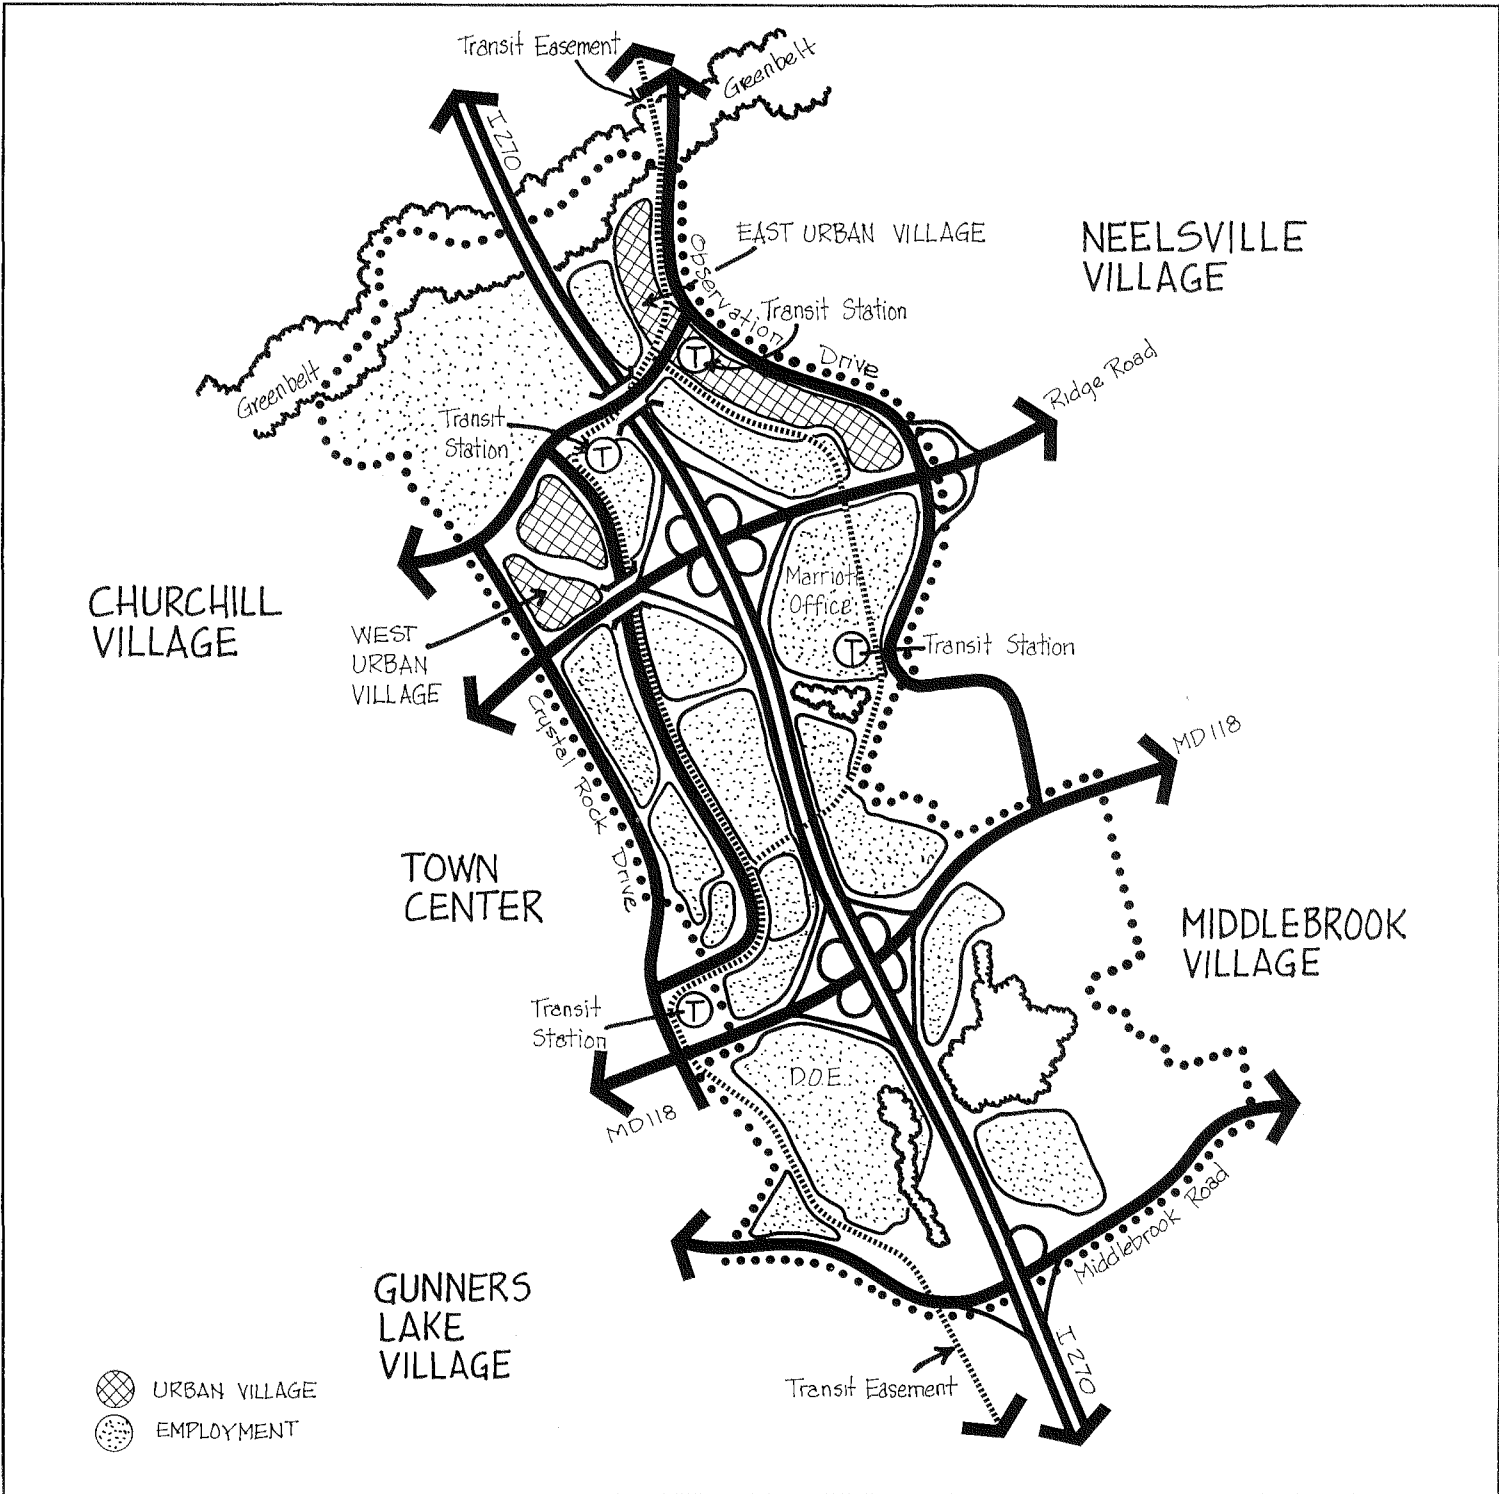 Transit Easement
Greenbelt
I 270
EAST URBAN VILLAGE
NEELSVILLE
VILLAGE
Observation Drive
Transit Station
Ridge Road
Greenbelt
Transit
Station
CHURCHILL
VILLAGE
WEST
URBAN
VILLAGE
Marriott
Office
T
T
T
Transit Station
Crystal Rock Drive
MD 118
TOWN
CENTER
MIDDLEBROOK
VILLAGE
Transit
Station
T
D.O.E.
MD 118
Middlebrook Road
GUNNERS
LAKE
VILLAGE
I 270
Transit Easement
URBAN VILLAGE
EMPLOYMENT